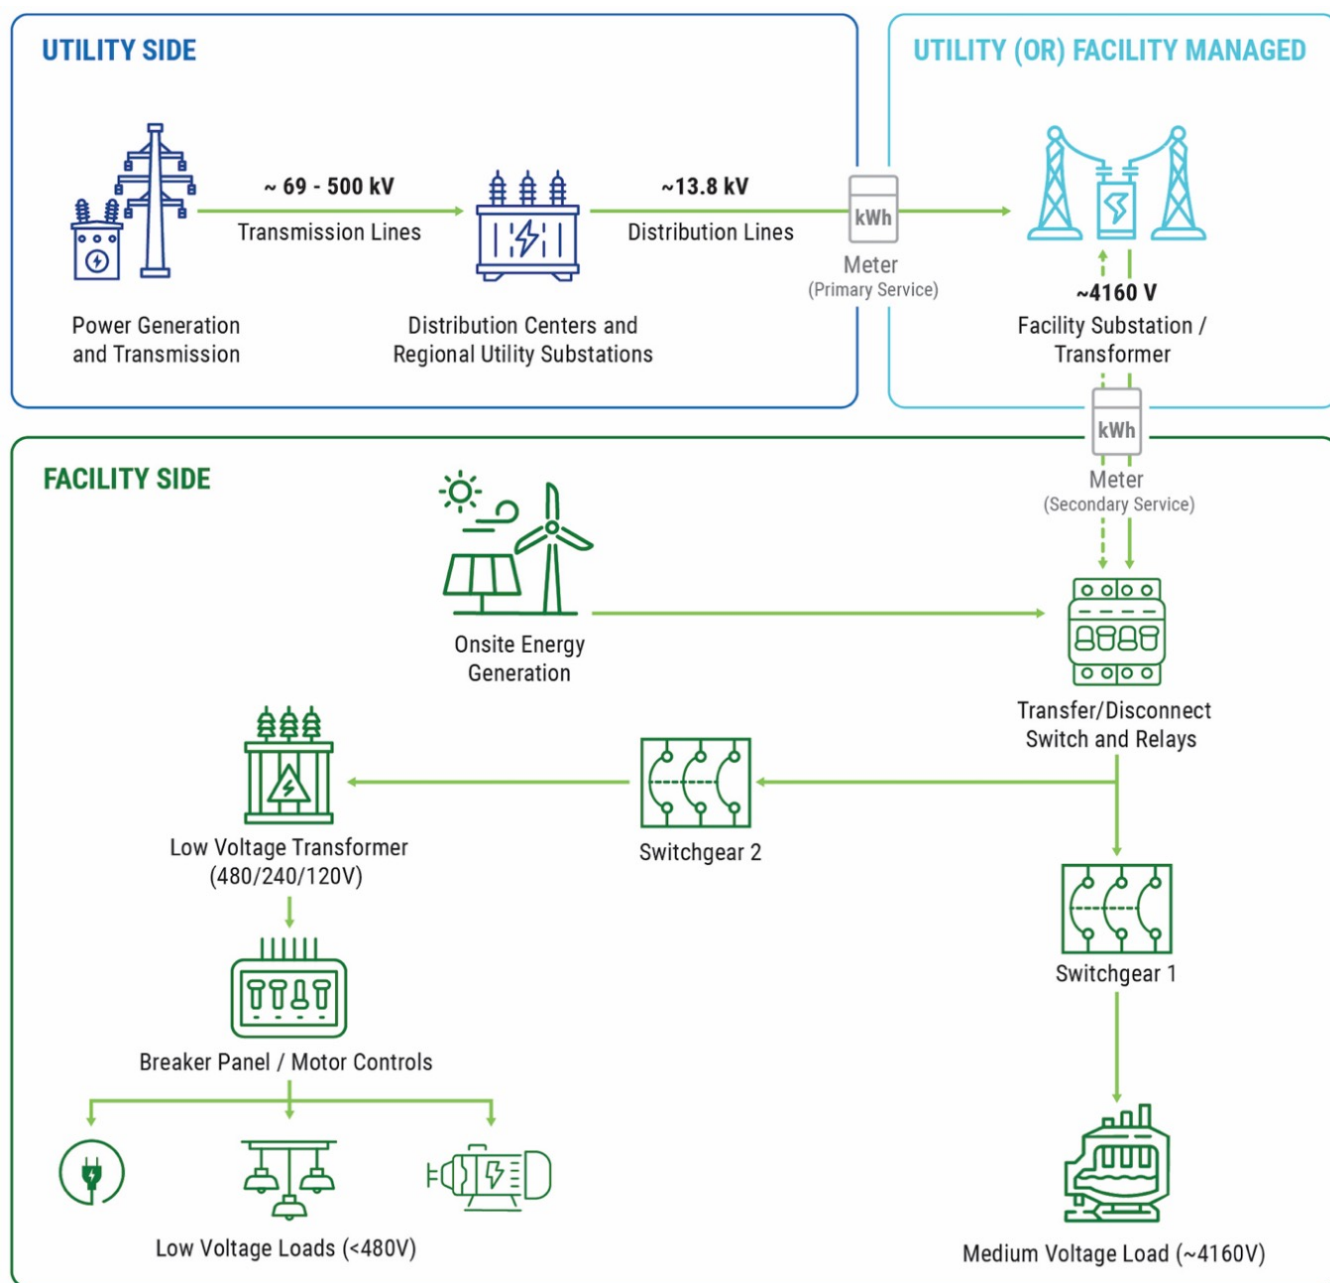 UTILITY SIDE
UTILITY (OR) FACILITY MANAGED
~ 69 - 500 kV
Transmission Lines
~13.8 kV
Distribution Lines
kWh
Meter
(Primary Service)
Power Generation
and Transmission
Distribution Centers and
Regional Utility Substations
~4160 V
Facility Substation /
Transformer
kWh
Meter
(Secondary Service)
FACILITY SIDE
Onsite Energy
Generation
Transfer/Disconnect
Switch and Relays
Low Voltage Transformer
(480/240/120V)
Switchgear 2
Switchgear 1
Breaker Panel / Motor Controls
Low Voltage Loads (<480V)
Medium Voltage Load (~4160V)